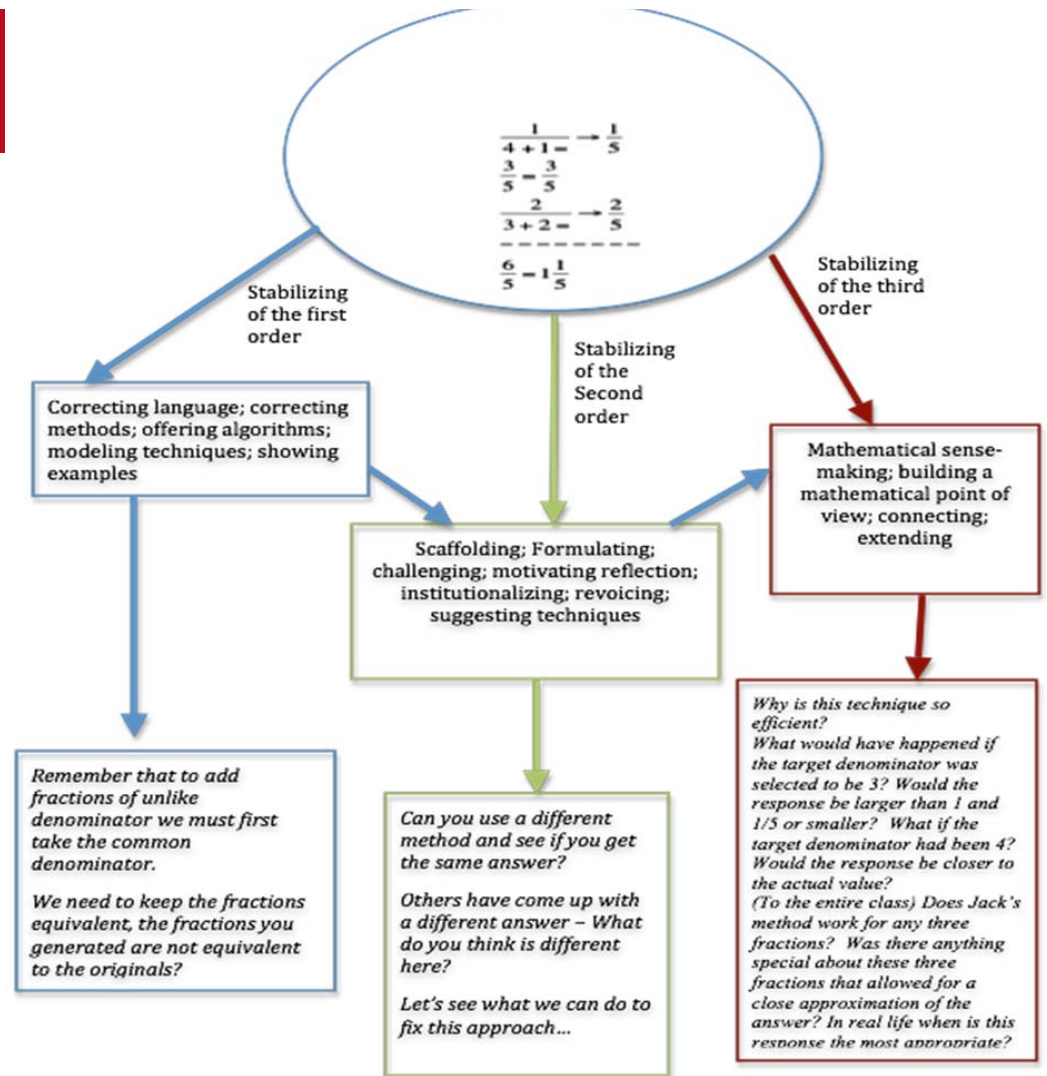 1
4 + 1 = → 1/5
3/5 = 3/5
2
3 + 2 = → 2/5
- - - - - - - - -
6/5 = 1 1/5
Stabilizing
of the first
order
Stabilizing
of the
Second
order
Stabilizing
of the third
order
Correcting language; correcting
methods; offering algorithms;
modeling techniques; showing
examples
Scaffolding; Formulating;
challenging; motivating reflection;
institutionalizing; revoicing;
suggesting techniques
Mathematical sense-
making; building a
mathematical point of
view; connecting;
extending
Remember that to add
fractions of unlike
denominator we must first
take the common
denominator.
We need to keep the fractions
equivalent, the fractions you
generated are not equivalent
to the originals?
Can you use a different
method and see if you get
the same answer?
Others have come up with
a different answer – What
do you think is different
here?
Let's see what we can do to
fix this approach...
Why is this technique so
efficient?
What would have happened if
the target denominator was
selected to be 3? Would the
response be larger than 1 and
1/5 or smaller? What if the
target denominator had been 4?
Would the response be closer to
the actual value?
(To the entire class) Does Jack's
method work for any three
fractions? Was there anything
special about these three
fractions that allowed for a
close approximation of the
answer? In real life when is this
response the most appropriate?